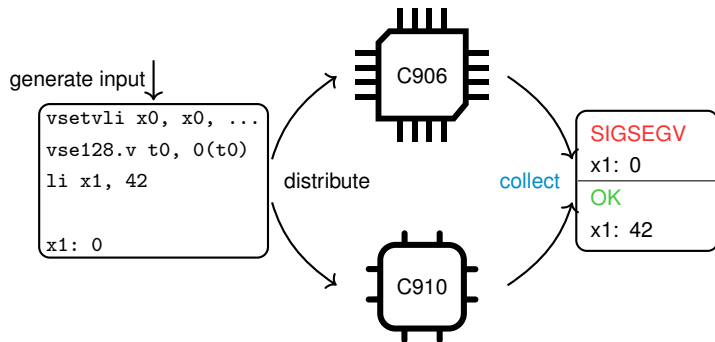 generate input
vsetvli x0, x0, ...
vse128.v t0, 0(t0)
li x1, 42
x1: 0
distribute
C906
C910
collect
SIGSEGV
x1: 0
OK
x1: 42